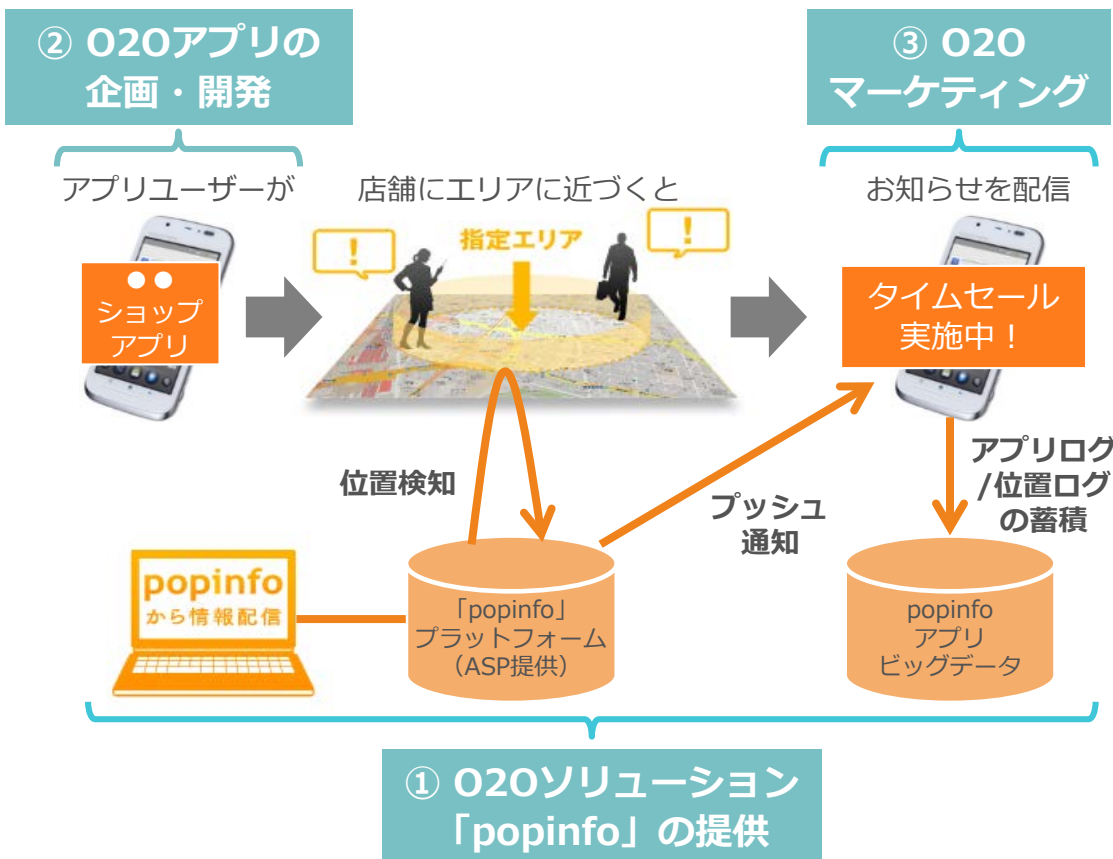 ② O2Oアプリの
企画・開発
③ O2O
マーケティング
アプリユーザーが
店舗にエリアに近づくと
お知らせを配信
●●
ショップ
アプリ
！
指定エリア
！
タイムセール
実施中！
位置検知
プッシュ
通知
アプリログ
/位置ログ
の蓄積
popinfo
から情報配信
「popinfo」
プラットフォーム
（ASP提供）
popinfo
アプリ
ビッグデータ
① O2Oソリューション
「popinfo」の提供